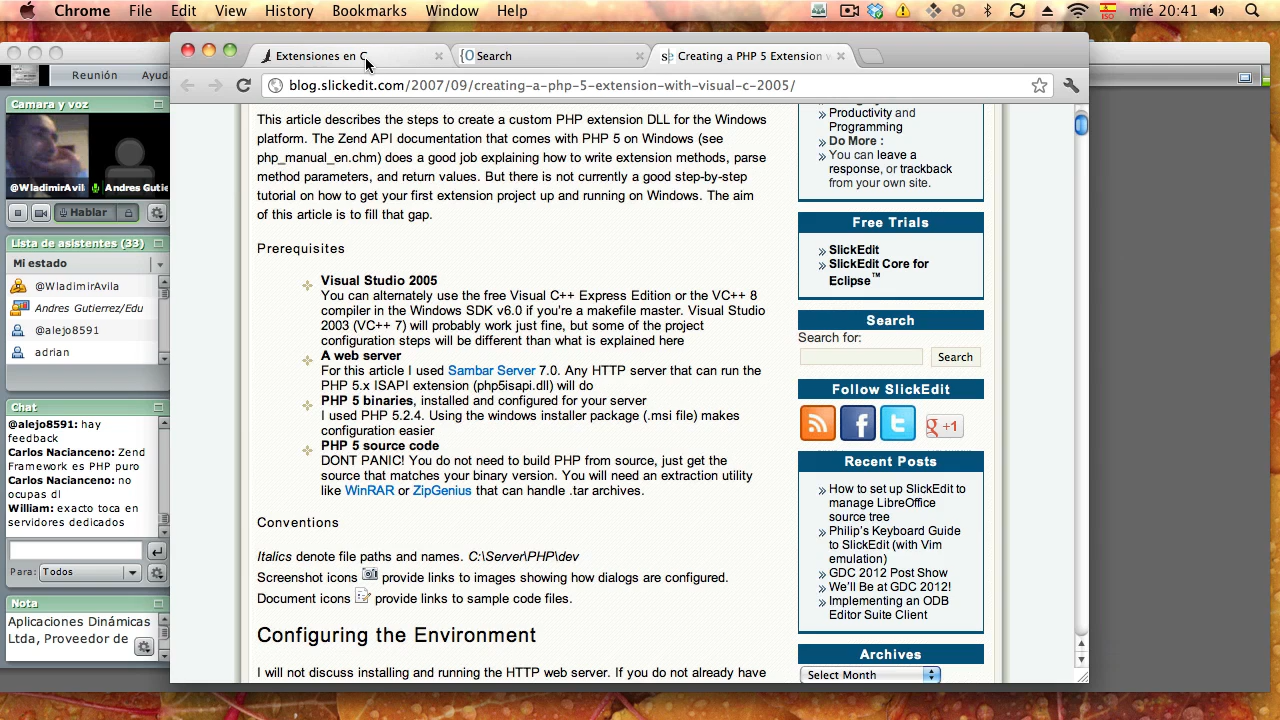 Chrome File Edit View History Bookmarks Window Help
ISO
mié 20:41
Extensiones en C
{O Search
Creating a PHP 5 Extension
blog.slickedit.com/2007/09/creating-a-php-5-extension-with-visual-c-2005/
Reunión Ayud
Camara y voz
@WladimirAvil
Andres Gutie
Hablar
Lista de asistentes (33)
Mi estado
@WladimirAvila
Andres Gutierrez/Edu
@alejo8591
adrian
Chat
@alejo8591: hay
feedback
Carlos Nacianceno: Zend
Framework es PHP puro
Carlos Nacianceno: no
ocupas dl
William: exacto toca en
servidores dedicados
Para: Todos
Nota
Aplicaciones Dinámicas
Ltda, Proveedor de
This article describes the steps to create a custom PHP extension DLL for the Windows
platform. The Zend API documentation that comes with PHP 5 on Windows (see
php_manual_en.chm) does a good job explaining how to write extension methods, parse
method parameters, and return values. But there is not currently a good step-by-step
tutorial on how to get your first extension project up and running on Windows. The aim
of this article is to fill that gap.
Prerequisites
Visual Studio 2005
You can alternately use the free Visual C++ Express Edition or the VC++ 8
compiler in the Windows SDK v6.0 if you're a makefile master. Visual Studio
2003 (VC++ 7) will probably work just fine, but some of the project
configuration steps will be different than what is explained here
A web server
For this article I used Sambar Server 7.0. Any HTTP server that can run the
PHP 5.x ISAPI extension (php5isapi.dll) will do
PHP 5 binaries, installed and configured for your server
I used PHP 5.2.4. Using the windows installer package (.msi file) makes
configuration easier
PHP 5 source code
DONT PANIC! You do not need to build PHP from source, just get the
source that matches your binary version. You will need an extraction utility
like WinRAR or ZipGenius that can handle .tar archives.
Conventions
Italics denote file paths and names. C:\Server\PHP\dev
Screenshot icons provide links to images showing how dialogs are configured.
Document icons provide links to sample code files.
Configuring the Environment
I will not discuss installing and running the HTTP web server. If you do not already have
Productivity and
Programming
Do More :
You can leave a
response, or trackback
from your own site.
Free Trials
SlickEdit
SlickEdit Core for
Eclipse™
Search
Search for:
Search
Follow SlickEdit
g +1
Recent Posts
How to set up SlickEdit to
manage LibreOffice
source tree
Philip's Keyboard Guide
to SlickEdit (with Vim
emulation)
GDC 2012 Post Show
We'll Be at GDC 2012!
Implementing an ODB
Editor Suite Client
Archives
Select Month